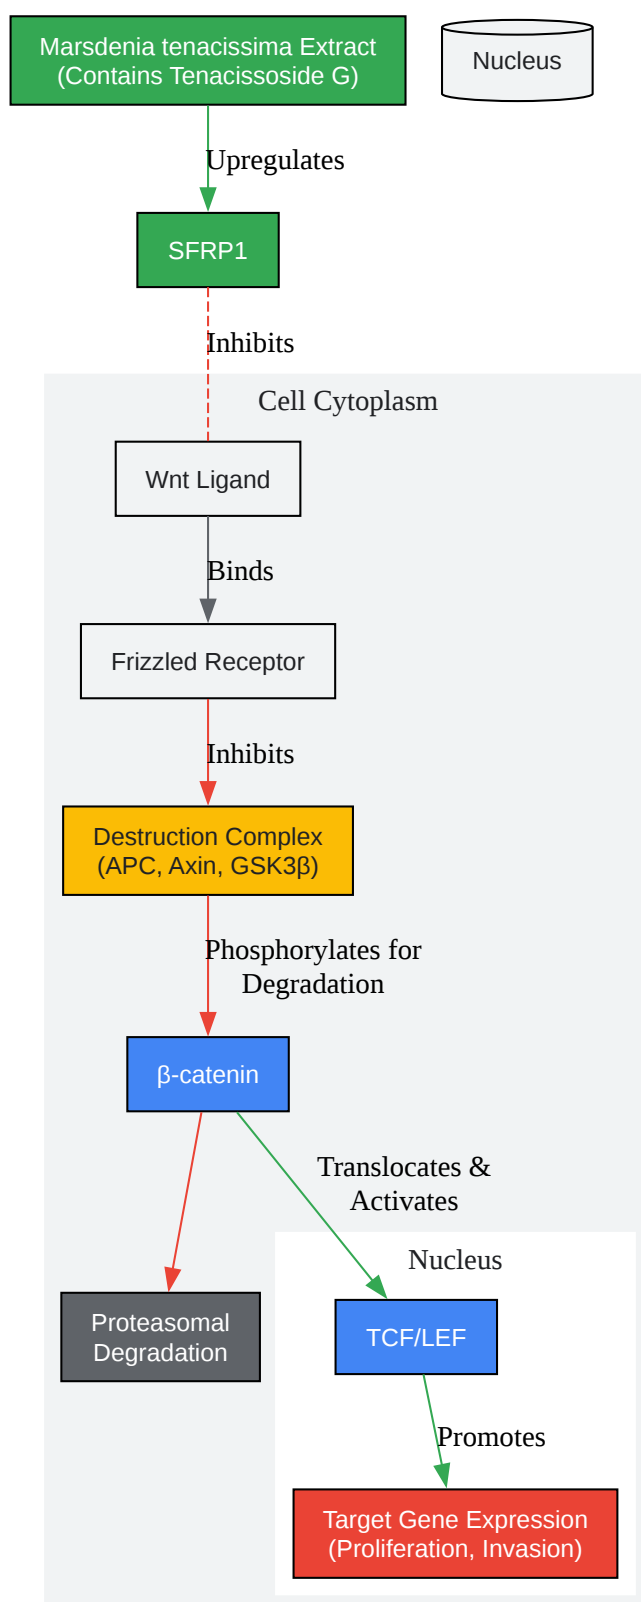 Marsdenia tenacissima Extract
(Contains Tenacissoside G)
Nucleus
Upregulates
SFRP1
Inhibits
Cell Cytoplasm
Wnt Ligand
Binds
Frizzled Receptor
Inhibits
Destruction Complex
(APC, Axin, GSK3β)
Phosphorylates for
Degradation
β-catenin
Translocates &
Activates
Nucleus
Proteasomal
Degradation
TCF/LEF
Promotes
Target Gene Expression
(Proliferation, Invasion)